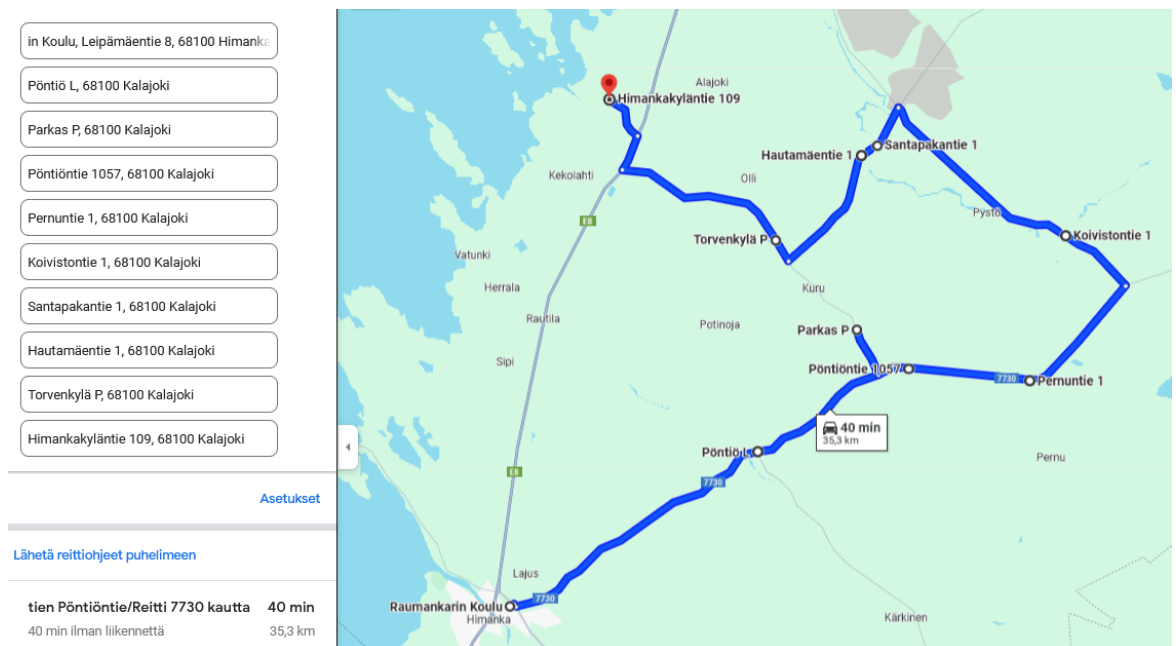 in Koulu, Leipämäentie 8, 68100 Himanka
Pöntiö L, 68100 Kalajoki
Parkas P, 68100 Kalajoki
Pöntiöntie 1057, 68100 Kalajoki
Pernuntie 1, 68100 Kalajoki
Koivistontie 1, 68100 Kalajoki
Santapakantie 1, 68100 Kalajoki
Hautamäentie 1, 68100 Kalajoki
Torvenkylä P, 68100 Kalajoki
Himankakyläntie 109, 68100 Kalajoki
Asetukset
Lähetä reittiohjeet puhelimeen
tien Pöntiöntie/Reitti 7730 kautta 40 min
40 min ilman liikennettä 35,3 km
Alajoki
Himankakyläntie 109
Santapakantie 1
Hautamäentie 1
Kekolahti
Olli
Pysto
E8
Koivistontie 1
Torvenkylä P
Vatunki
Herrala
Kuru
Rautila
Potinoja
Parkas P
Sipi
Pöntiöntie 1057
7730
Pernuntie 1
40 min
35,3 km
Pöntiö L
Pernu
E8
7730
Lajus
7730
Raumankarin Koulu
Himanka
Kärkinen